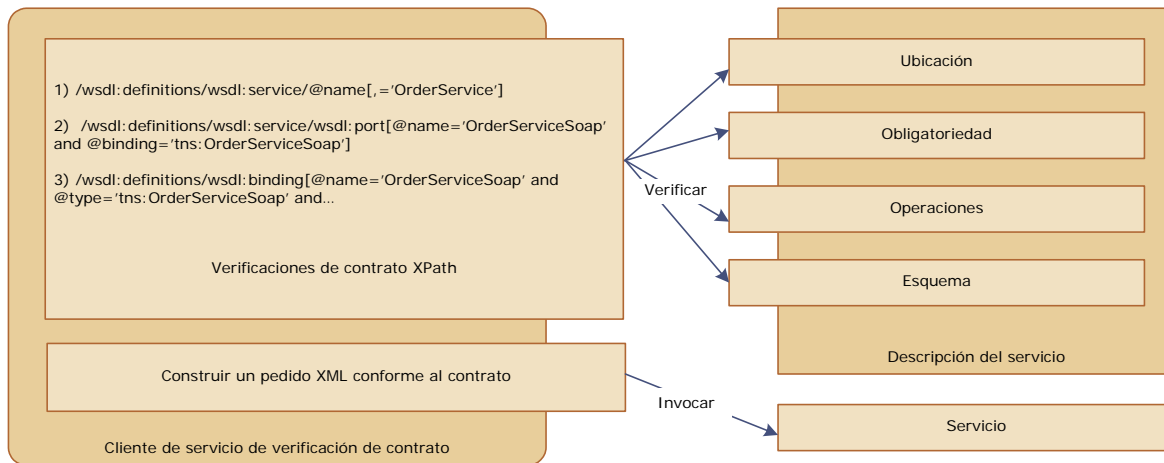 1) /wsdl:definitions/wsdl:service/@name[,='OrderService']
2) /wsdl:definitions/wsdl:service/wsdl:port[@name='OrderServiceSoap'
and @binding='tns:OrderServiceSoap']
3) /wsdl:definitions/wsdl:binding[@name='OrderServiceSoap' and
@type='tns:OrderServiceSoap' and...
Verificaciones de contrato XPath
Construir un pedido XML conforme al contrato
Cliente de servicio de verificación de contrato
Verificar
Invocar
Ubicación
Obligatoriedad
Operaciones
Esquema
Descripción del servicio
Servicio